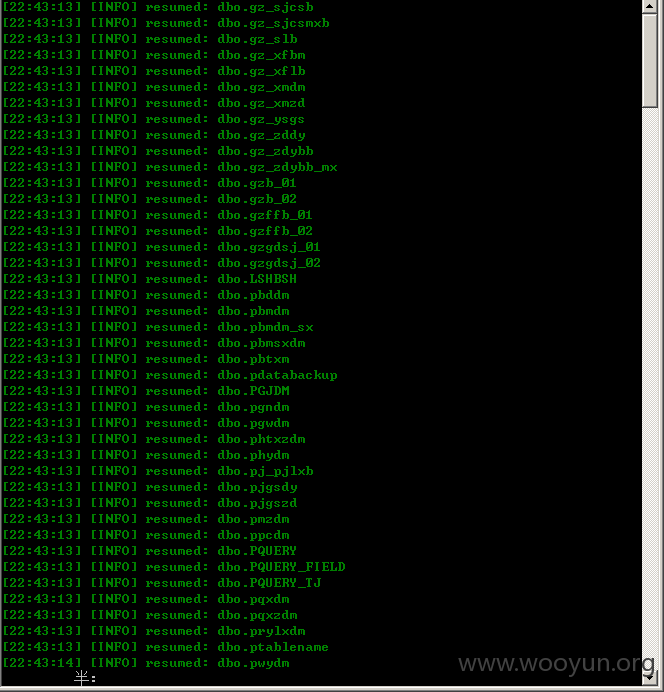 [22:43:13] [INFO] resumed: dbo.gz_sjcsb
[22:43:13] [INFO] resumed: dbo.gz_sjcsmxb
[22:43:13] [INFO] resumed: dbo.gz_slb
[22:43:13] [INFO] resumed: dbo.gz_xfbm
[22:43:13] [INFO] resumed: dbo.gz_xflb
[22:43:13] [INFO] resumed: dbo.gz_xmdm
[22:43:13] [INFO] resumed: dbo.gz_xmzd
[22:43:13] [INFO] resumed: dbo.gz_ysgs
[22:43:13] [INFO] resumed: dbo.gz_zddy
[22:43:13] [INFO] resumed: dbo.gz_zdybb
[22:43:13] [INFO] resumed: dbo.gz_zdybb_mx
[22:43:13] [INFO] resumed: dbo.gzb_01
[22:43:13] [INFO] resumed: dbo.gzb_02
[22:43:13] [INFO] resumed: dbo.gzffb_01
[22:43:13] [INFO] resumed: dbo.gzffb_02
[22:43:13] [INFO] resumed: dbo.gzgdsj_01
[22:43:13] [INFO] resumed: dbo.gzgdsj_02
[22:43:13] [INFO] resumed: dbo.LSHBSH
[22:43:13] [INFO] resumed: dbo.pbddm
[22:43:13] [INFO] resumed: dbo.pbmdm
[22:43:13] [INFO] resumed: dbo.pbmdm_sx
[22:43:13] [INFO] resumed: dbo.pbmsxdm
[22:43:13] [INFO] resumed: dbo.pbtxm
[22:43:13] [INFO] resumed: dbo.pdatabackup
[22:43:13] [INFO] resumed: dbo.PGJDM
[22:43:13] [INFO] resumed: dbo.pgndm
[22:43:13] [INFO] resumed: dbo.pgwdm
[22:43:13] [INFO] resumed: dbo.phtxzdm
[22:43:13] [INFO] resumed: dbo.phydm
[22:43:13] [INFO] resumed: dbo.pj_pjlxb
[22:43:13] [INFO] resumed: dbo.pjgsdy
[22:43:13] [INFO] resumed: dbo.pjgszd
[22:43:13] [INFO] resumed: dbo.pmzdm
[22:43:13] [INFO] resumed: dbo.ppcdm
[22:43:13] [INFO] resumed: dbo.PQUERY
[22:43:13] [INFO] resumed: dbo.PQUERY_FIELD
[22:43:13] [INFO] resumed: dbo.PQUERY_TJ
[22:43:13] [INFO] resumed: dbo.pqxdm
[22:43:13] [INFO] resumed: dbo.pqxzdm
[22:43:13] [INFO] resumed: dbo.prylxdm
[22:43:13] [INFO] resumed: dbo.ptablename
[22:43:14] [INFO] resumed: dbo.pwydm
www.wooyun.org
半: